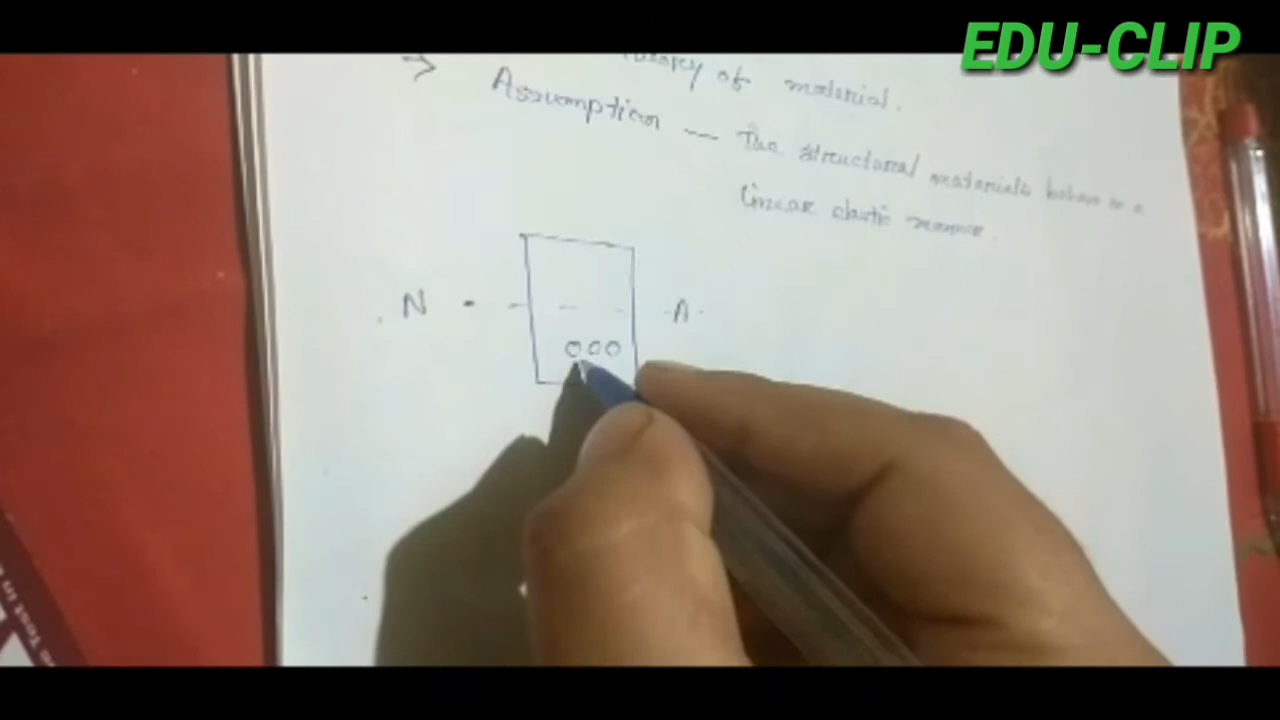 EDU-CLIP
of material.
Assumption — The structural materials behave in a
linear elastic manner.
N A